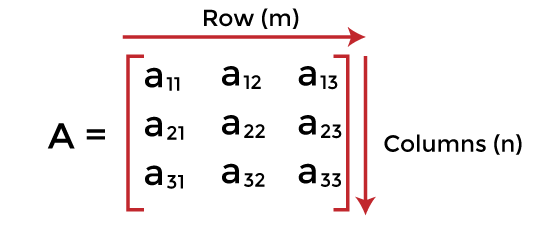 Row (m)
a11 a12 a13
A = a21 a22 a23
Columns (n)
a31 a32 a33